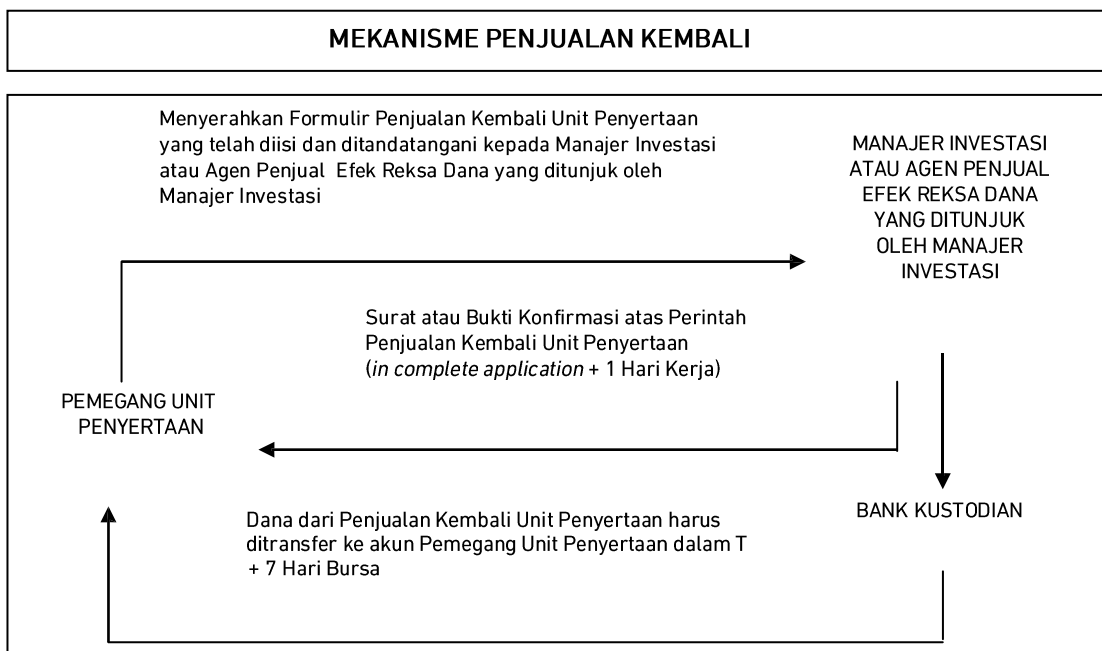 MEKANISME PENJUALAN KEMBALI
Menyerahkan Formulir Penjualan Kembali Unit Penyertaan
yang telah diisi dan ditandatangani kepada Manajer Investasi
atau Agen Penjual Efek Reksa Dana yang ditunjuk oleh
Manajer Investasi
MANAJER INVESTASI
ATAU AGEN PENJUAL
EFEK REKSA DANA
YANG DITUNJUK
OLEH MANAJER
INVESTASI
Surat atau Bukti Konfirmasi atas Perintah
Penjualan Kembali Unit Penyertaan
(in complete application + 1 Hari Kerja)
PEMEGANG UNIT
PENYERTAAN
BANK KUSTODIAN
Dana dari Penjualan Kembali Unit Penyertaan harus
ditransfer ke akun Pemegang Unit Penyertaan dalam T
+ 7 Hari Bursa